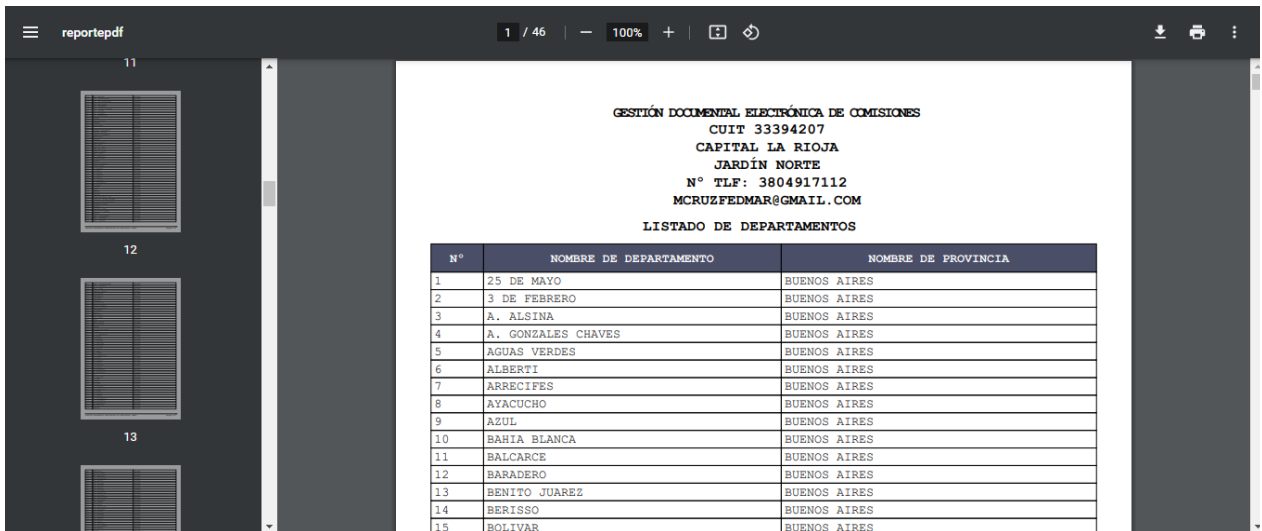 reportepdf
1 / 46
100%
11
12
13
GESTIÓN DOCUMENTAL ELECTRÓNICA DE COMISIONES
CUIT 33394207
CAPITAL LA RIOJA
JARDÍN NORTE
N° TLF: 3804917112
MCRUZFEDMAR@GMAIL.COM
LISTADO DE DEPARTAMENTOS
N° NOMBRE DE DEPARTAMENTO NOMBRE DE PROVINCIA
1 25 DE MAYO BUENOS AIRES
2 3 DE FEBRERO BUENOS AIRES
3 A. ALSINA BUENOS AIRES
4 A. GONZALES CHAVES BUENOS AIRES
5 AGUAS VERDES BUENOS AIRES
6 ALBERTI BUENOS AIRES
7 ARRECIFES BUENOS AIRES
8 AYACUCHO BUENOS AIRES
9 AZUL BUENOS AIRES
10 BAHIA BLANCA BUENOS AIRES
11 BALCARCE BUENOS AIRES
12 BARADERO BUENOS AIRES
13 BENITO JUAREZ BUENOS AIRES
14 BERISSO BUENOS AIRES
15 BOLIVAR BUENOS AIRES